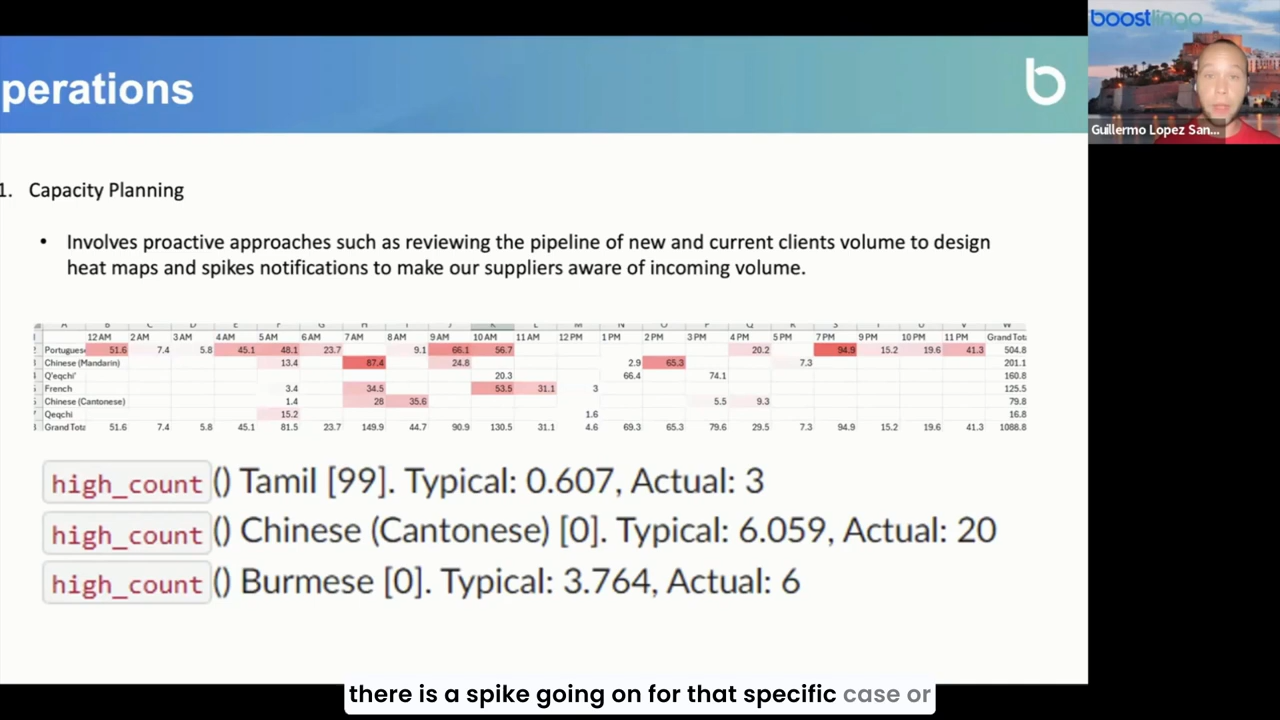 boostlingo
Guillermo Lopez San...
perations
b
1. Capacity Planning
• Involves proactive approaches such as reviewing the pipeline of new and current clients volume to design
heat maps and spikes notifications to make our suppliers aware of incoming volume.
12 AM 2 AM 3 AM 4 AM 5 AM 6 AM 7 AM 8 AM 9 AM 10 AM 11 AM 12 PM 1 PM 2 PM 3 PM 4 PM 5 PM 7 PM 9 PM 10 PM 11 PM Grand Tota
Portugues 51.6 7.4 5.8 45.1 48.1 23.7 9.1 66.1 56.7 20.2 94.9 15.2 19.6 41.3 504.8
Chinese (Mandarin) 13.4 87.4 24.8 2.9 65.3 7.3 201.1
Q'eqchi' 20.3 66.4 74.1 160.8
French 3.4 34.5 53.5 31.1 3 125.5
Chinese (Cantonese) 1.4 28 35.6 5.5 9.3 79.8
Qeqchi 15.2 1.6 16.8
Grand Tota 51.6 7.4 5.8 45.1 81.5 23.7 149.9 44.7 90.9 130.5 31.1 4.6 69.3 65.3 79.6 29.5 7.3 94.9 15.2 19.6 41.3 1088.8
high_count () Tamil [99]. Typical: 0.607, Actual: 3
high_count () Chinese (Cantonese) [0]. Typical: 6.059, Actual: 20
high_count () Burmese [0]. Typical: 3.764, Actual: 6
there is a spike going on for that specific case or